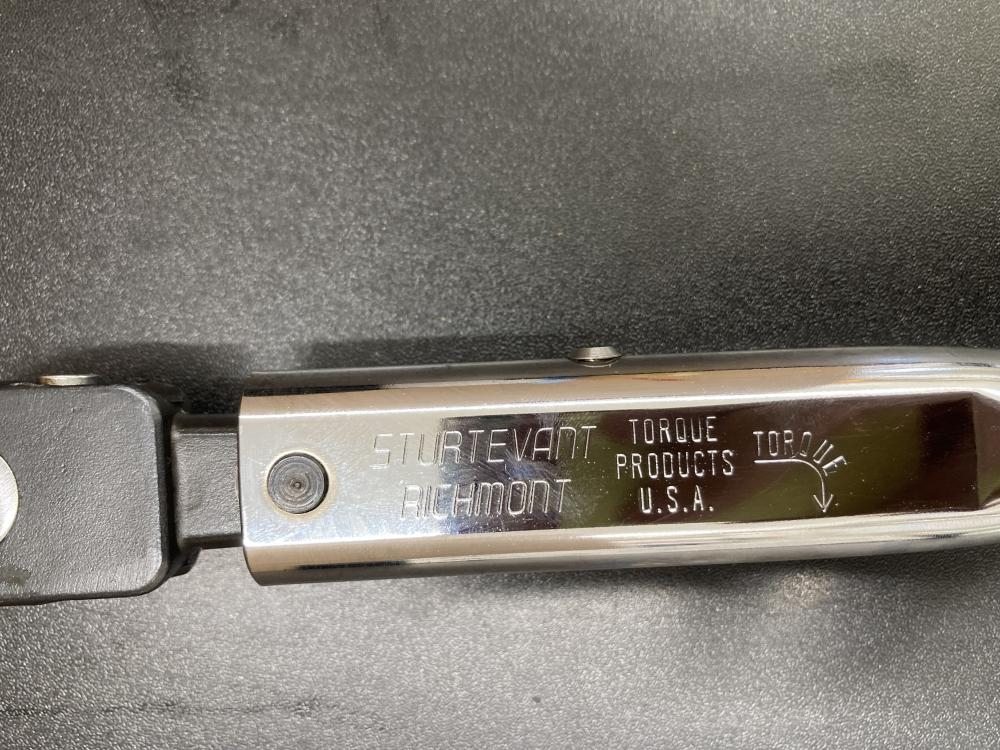 STURTEVANT
RICHMONT
TORQUE
PRODUCTS
U.S.A.
TORQUE